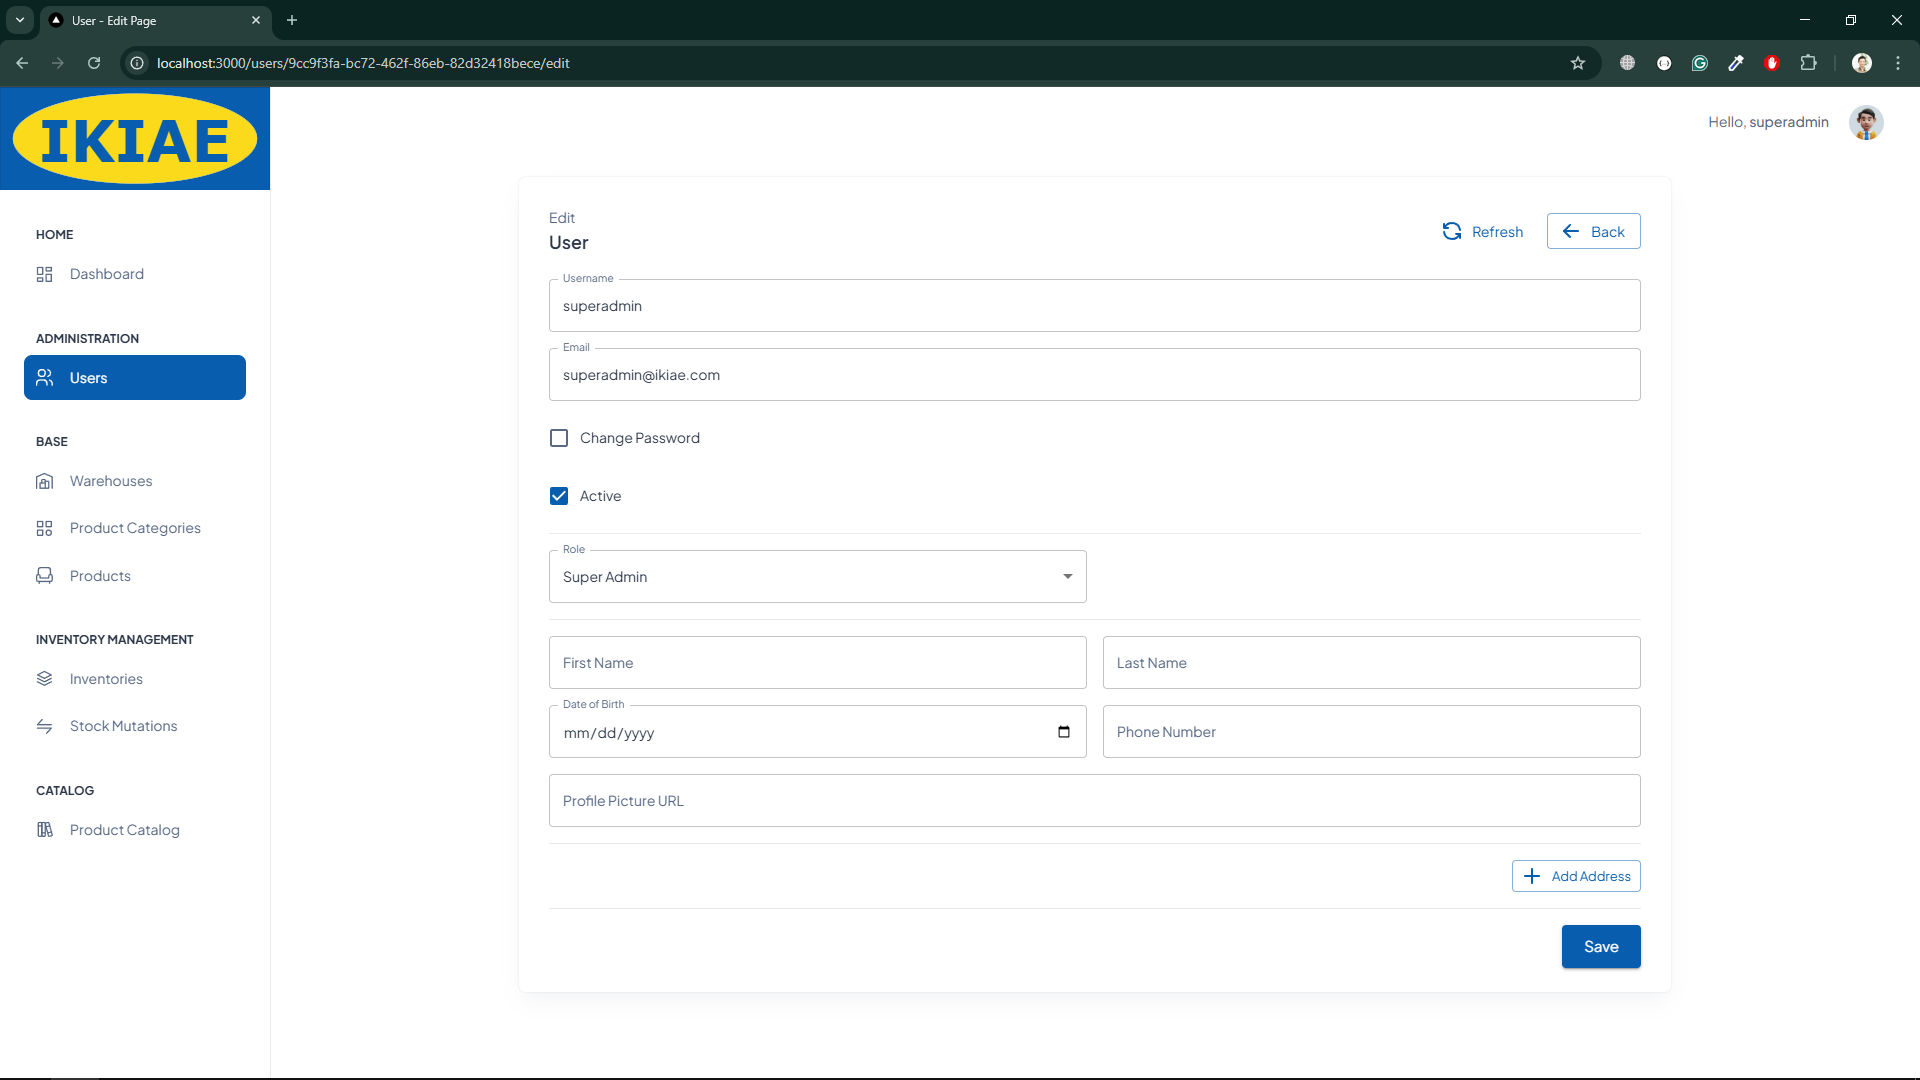 User - Edit Page
localhost:3000/users/9cc9f3fa-bc72-462f-86eb-82d32418bece/edit
IKIAE
Hello, superadmin
HOME
Dashboard
ADMINISTRATION
Users
BASE
Warehouses
Product Categories
Products
INVENTORY MANAGEMENT
Inventories
Stock Mutations
CATALOG
Product Catalog
Edit
User
Refresh
Back
Username
superadmin
Email
superadmin@ikiae.com
Change Password
Active
Role
Super Admin
First Name
Last Name
Date of Birth
mm/dd/yyyy
Phone Number
Profile Picture URL
Add Address
Save